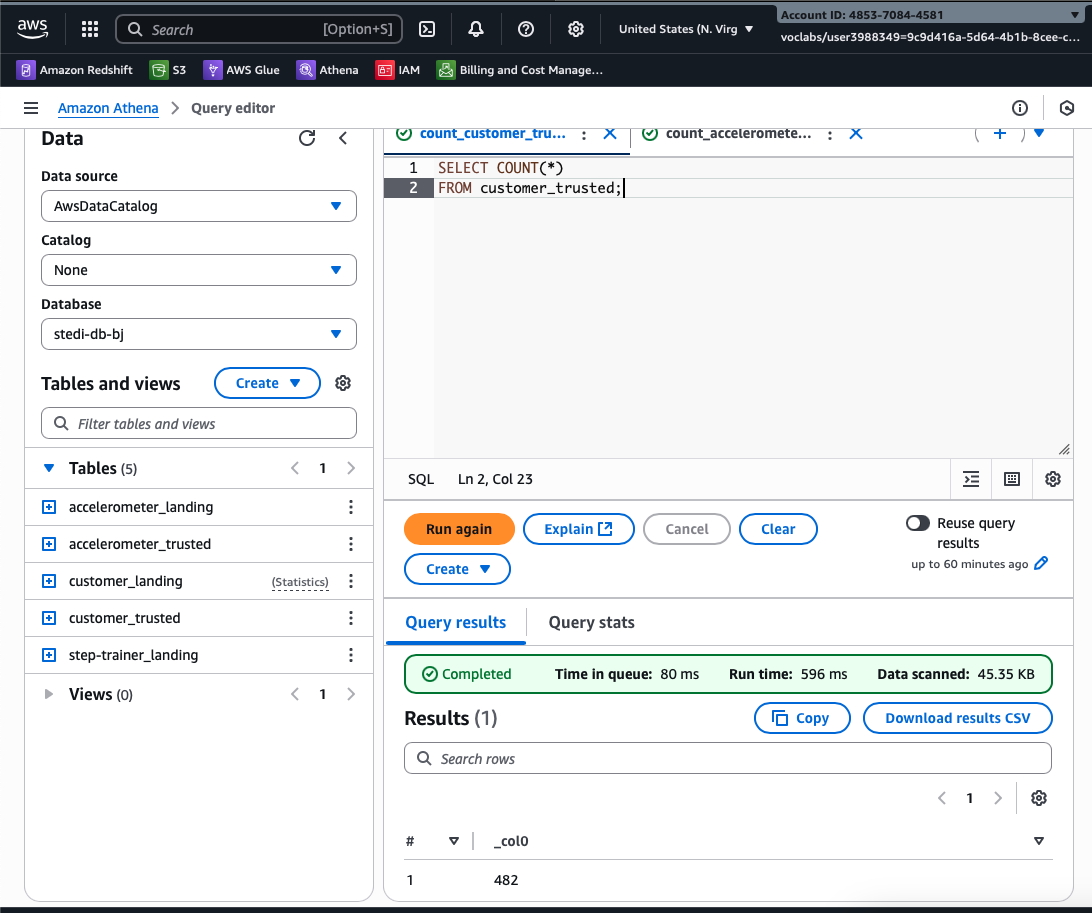 aws
Search
[Option+S]
United States (N. Virg
Account ID: 4853-7084-4581
voclabs/user3988349=9c9d416a-5d64-4b1b-8cee-c...
Amazon Redshift
S3
AWS Glue
Athena
IAM
Billing and Cost Manage...
Amazon Athena
Query editor
Data
Data source
AwsDataCatalog
Catalog
None
Database
stedi-db-bj
Tables and views
Create
Filter tables and views
Tables (5)
1
accelerometer_landing
accelerometer_trusted
customer_landing
(Statistics)
customer_trusted
step-trainer_landing
Views (0)
1
count_customer_tru...
count_acceleromete...
1 SELECT COUNT(*)
2 FROM customer_trusted;
SQL
Ln 2, Col 23
Run again
Explain
Cancel
Clear
Create
Reuse query
results
up to 60 minutes ago
Query results
Query stats
Completed
Time in queue: 80 ms
Run time: 596 ms
Data scanned: 45.35 KB
Results (1)
Copy
Download results CSV
Search rows
1
# _col0
1 482